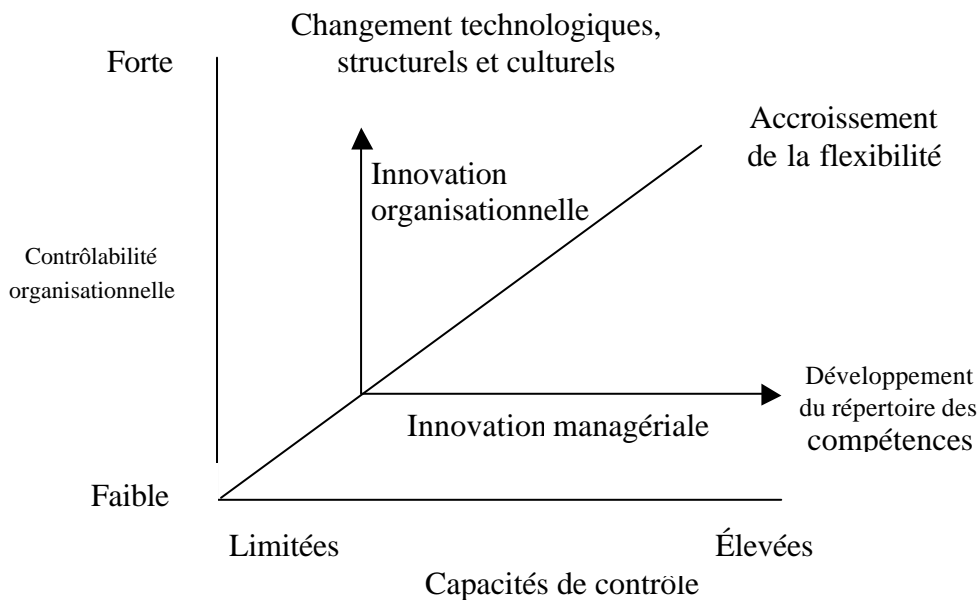 Changement technologiques,
structurels et culturels
Forte
Accroissement
de la flexibilité
Innovation
organisationnelle
Contrôlabilité
organisationnelle
Développement
du répertoire des
compétences
Innovation managériale
Faible
Limitées
Élevées
Capacités de contrôle